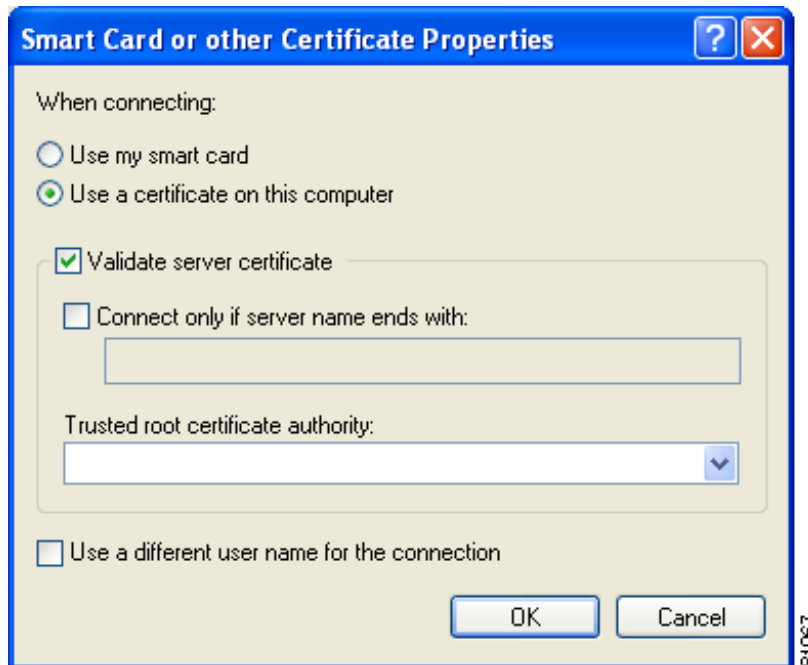 Smart Card or other Certificate Properties
When connecting:
Use my smart card
Use a certificate on this computer
Validate server certificate
Connect only if server name ends with:
Trusted root certificate authority:
Use a different user name for the connection
OK
Cancel